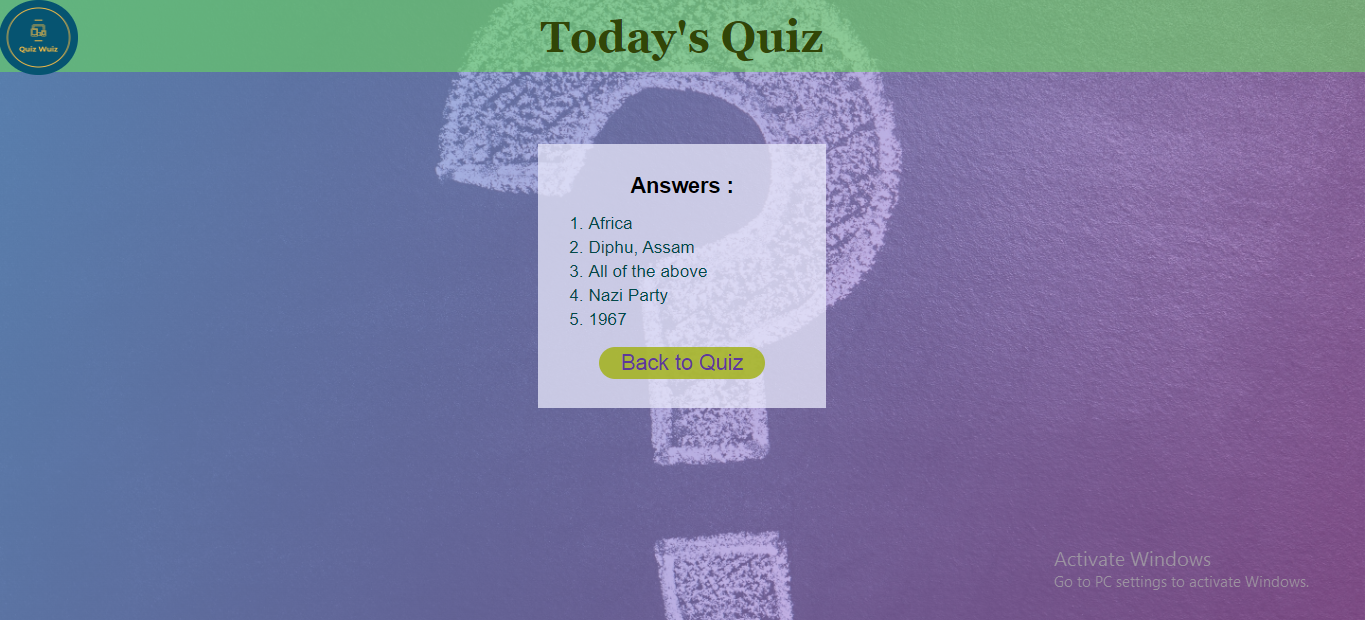 Quiz Wuiz
Today's Quiz
Answers :
1. Africa
2. Diphu, Assam
3. All of the above
4. Nazi Party
5. 1967
Back to Quiz
Activate Windows
Go to PC settings to activate Windows.